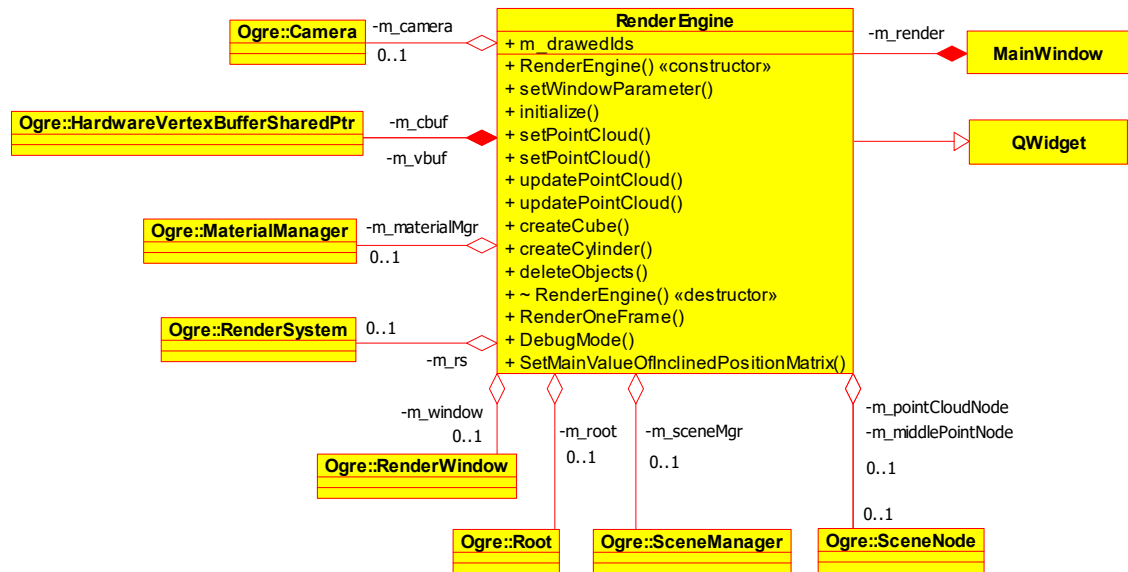 RenderEngine
+ m_drawedIds
+ RenderEngine() «constructor»
+ setWindowParameter()
+ initialize()
+ setPointCloud()
+ setPointCloud()
+ updatePointCloud()
+ updatePointCloud()
+ createCube()
+ createCylinder()
+ deleteObjects()
+ ~ RenderEngine() «destructor»
+ RenderOneFrame()
+ DebugMode()
+ SetMainValueOfInclinedPositionMatrix()
Ogre::Camera
-m_camera
0..1
-m_render
MainWindow
Ogre::HardwareVertexBufferSharedPtr
-m_cbuf
-m_vbuf
QWidget
Ogre::MaterialManager
-m_materialMgr
0..1
Ogre::RenderSystem
0..1
-m_rs
-m_window
0..1
Ogre::RenderWindow
-m_root
0..1
Ogre::Root
-m_sceneMgr
0..1
Ogre::SceneManager
-m_pointCloudNode
-m_middlePointNode
0..1
0..1
Ogre::SceneNode